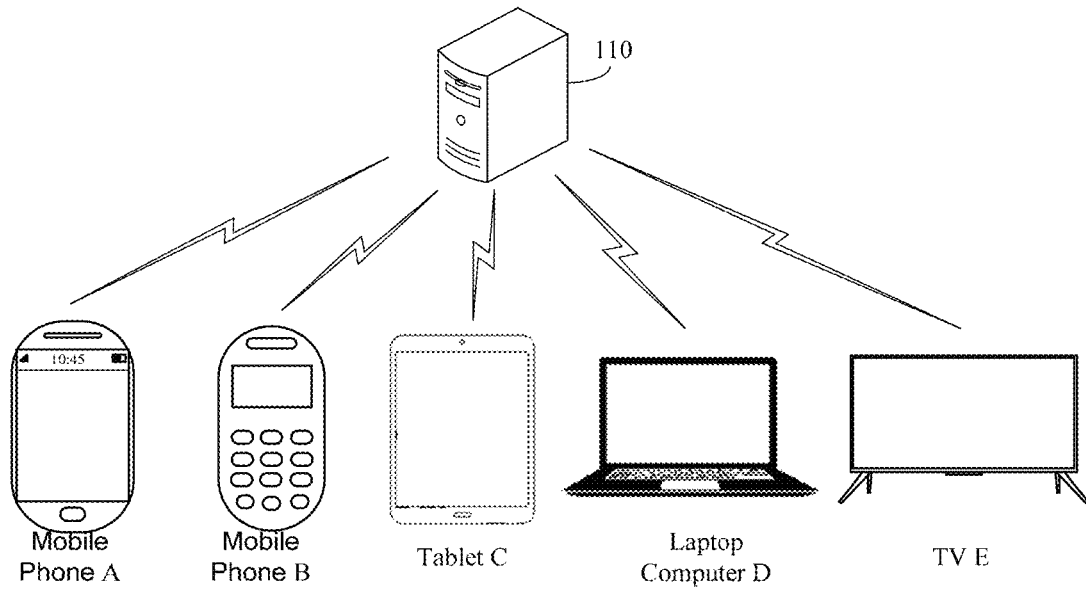 110
10:45
Mobile
Phone A
Mobile
Phone B
Tablet C
Laptop
Computer D
TV E